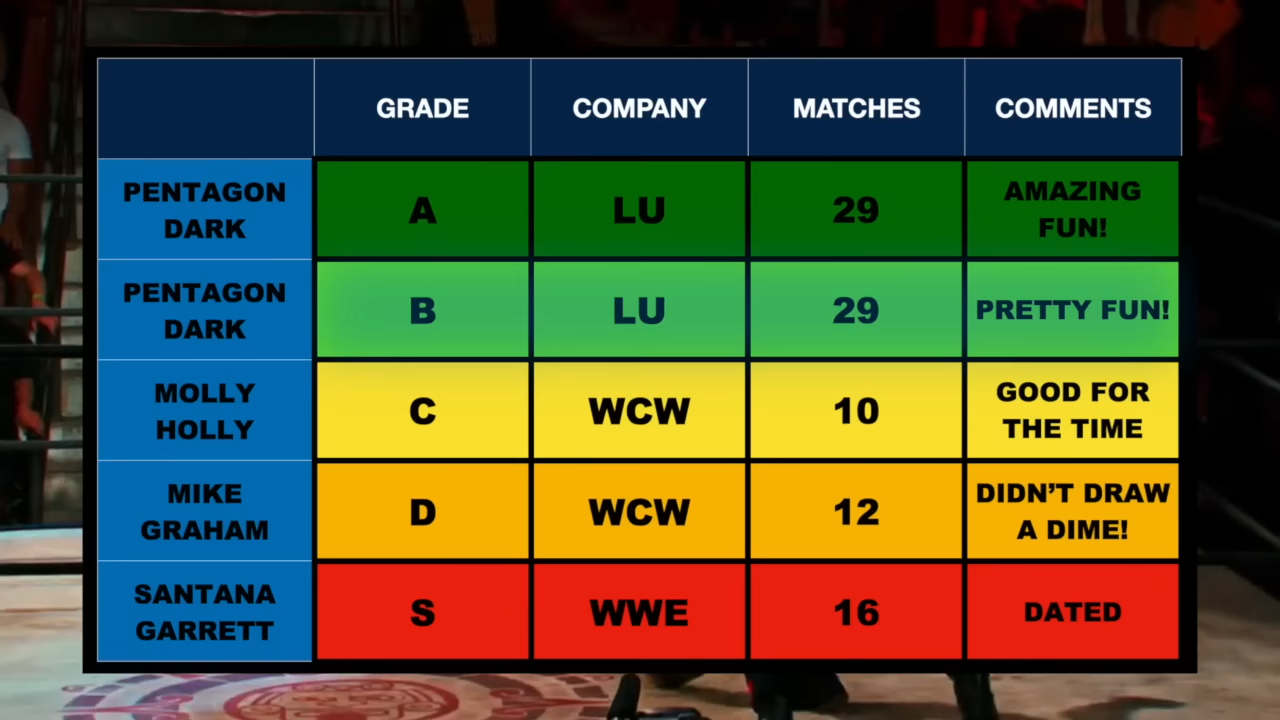 GRADE COMPANY MATCHES COMMENTS
PENTAGON DARK A LU 29 AMAZING FUN!
PENTAGON DARK B LU 29 PRETTY FUN!
MOLLY HOLLY C WCW 10 GOOD FOR THE TIME
MIKE GRAHAM D WCW 12 DIDN'T DRAW A DIME!
SANTANA GARRETT S WWE 16 DATED